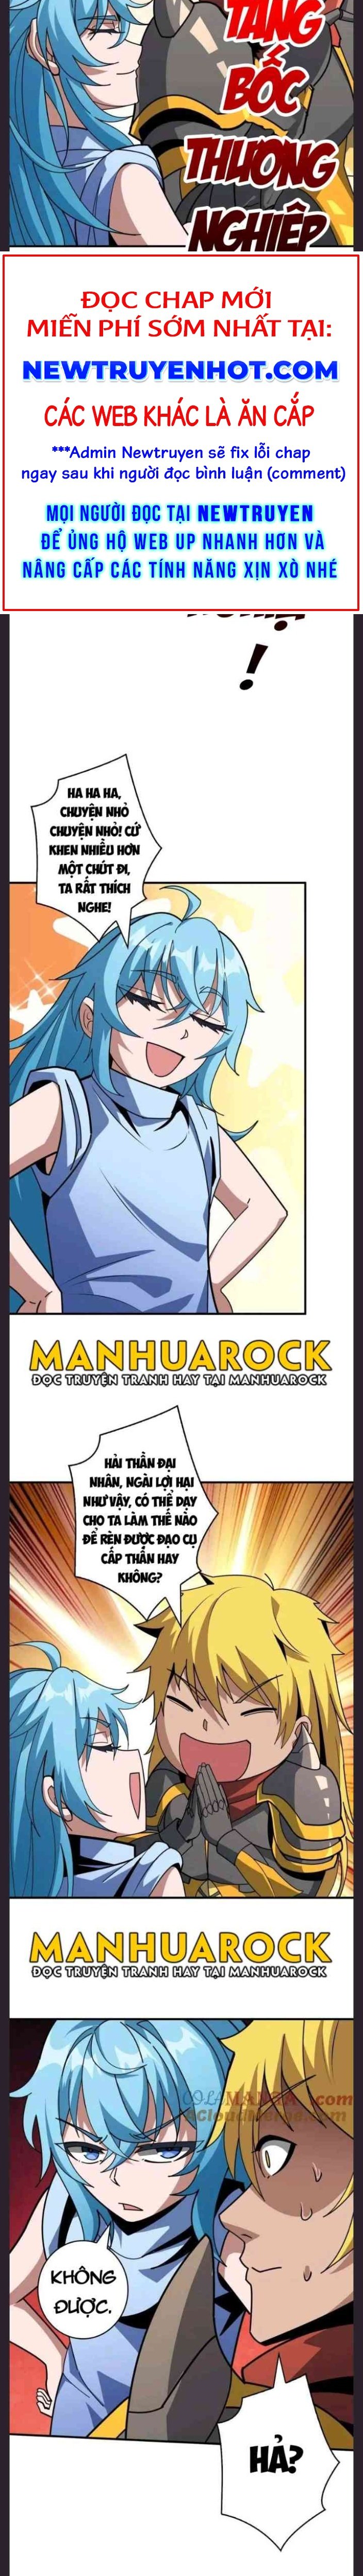 TÂNG
BỐC
THƯƠNG
NGHIỆP
ĐỌC CHAP MỚI
MIỄN PHÍ SỚM NHẤT TẠI:
NEWTRUYENHOT.COM
CÁC WEB KHÁC LÀ ĂN CẮP
***Admin Newtruyen sẽ fix lỗi chap
ngay sau khi người đọc bình luận (comment)
MỌI NGƯỜI ĐỌC TẠI NEWTRUYEN
ĐỂ ỦNG HỘ WEB UP NHANH HƠN VÀ
NÂNG CẤP CÁC TÍNH NĂNG XỊN XÒ NHÉ
!
HA HA HA,
CHUYỆN NHỎ
CHUYỆN NHỎ! CỨ
KHEN NHIỀU HƠN
MỘT CHÚT ĐI,
TA RẤT THÍCH
NGHE!
MANHUAROCK
ĐỌC TRUYỆN TRANH HAY TẠI MANHUAROCK
HẢI THẦN ĐẠI
NHÂN, NGÀI LỢI HẠI
NHƯ VẬY, CÓ THỂ DẠY
CHO TA LÀM THẾ NÀO
ĐỂ RÈN ĐƯỢC ĐẠO CỤ
CẤP THẦN HAY
KHÔNG?
MANHUAROCK
ĐỌC TRUYỆN TRANH HAY TẠI MANHUAROCK
COLAMANGA.com
KHÔNG
ĐƯỢC.
HẢ?